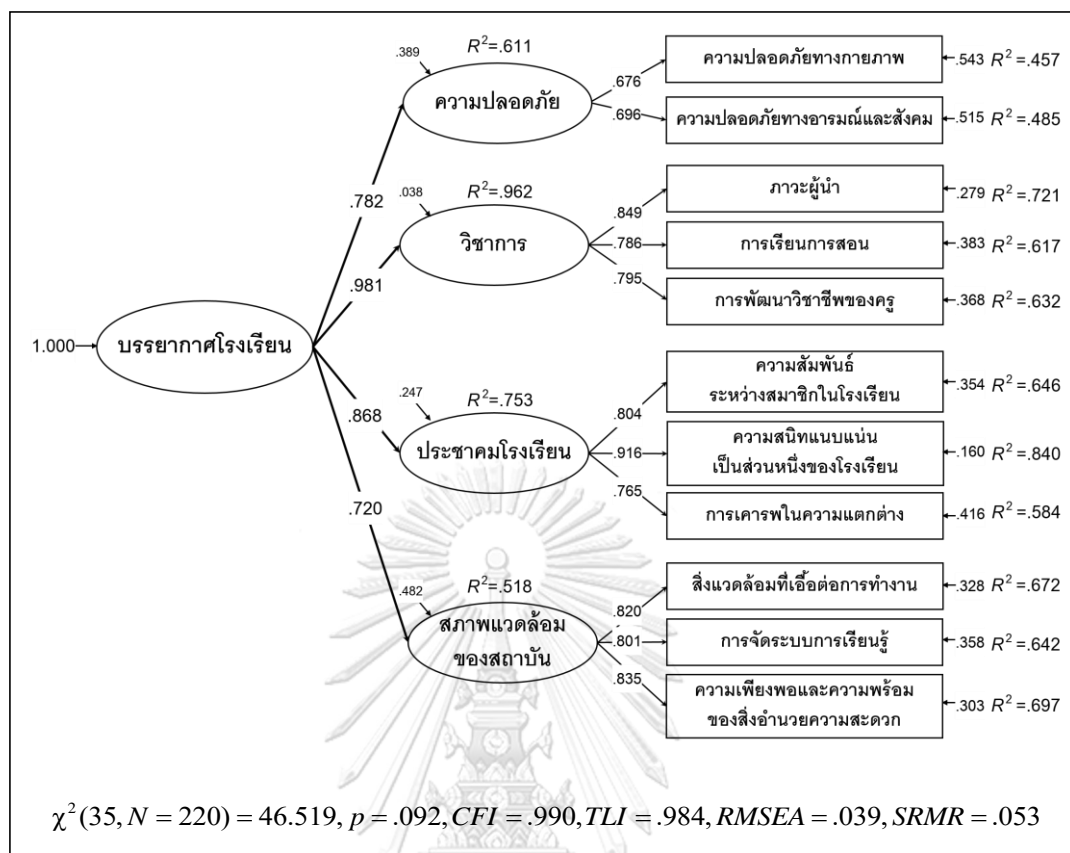 R²=.611
.389
ความปลอดภัย
.676
.696
ความปลอดภัยทางกายภาพ
.543 R² =.457
ความปลอดภัยทางอารมณ์และสังคม
.515 R² =.485
.782
R²=.962
.038
วิชาการ
.849
.786
.795
ภาวะผู้นำ
.279 R² =.721
การเรียนการสอน
.383 R² =.617
การพัฒนาวิชาชีพของครู
.368 R² =.632
.981
1.000
บรรยากาศโรงเรียน
.868
R²=.753
.247
ประชาคมโรงเรียน
.804
.916
.765
ความสัมพันธ์
ระหว่างสมาชิกในโรงเรียน
.354 R² =.646
ความสนิทแนบแน่น
เป็นส่วนหนึ่งของโรงเรียน
.160 R² =.840
การเคารพในความแตกต่าง
.416 R² =.584
.720
R²=.518
.482
สภาพแวดล้อม
ของสถาบัน
.820
.801
.835
สิ่งแวดล้อมที่เอื้อต่อการทำงาน
.328 R² =.672
การจัดระบบการเรียนรู้
.358 R² =.642
ความเพียงพอและความพร้อม
ของสิ่งอำนวยความสะดวก
.303 R² =.697
χ²(35, N = 220) = 46.519, p = .092, CFI = .990, TLI = .984, RMSEA = .039, SRMR = .053